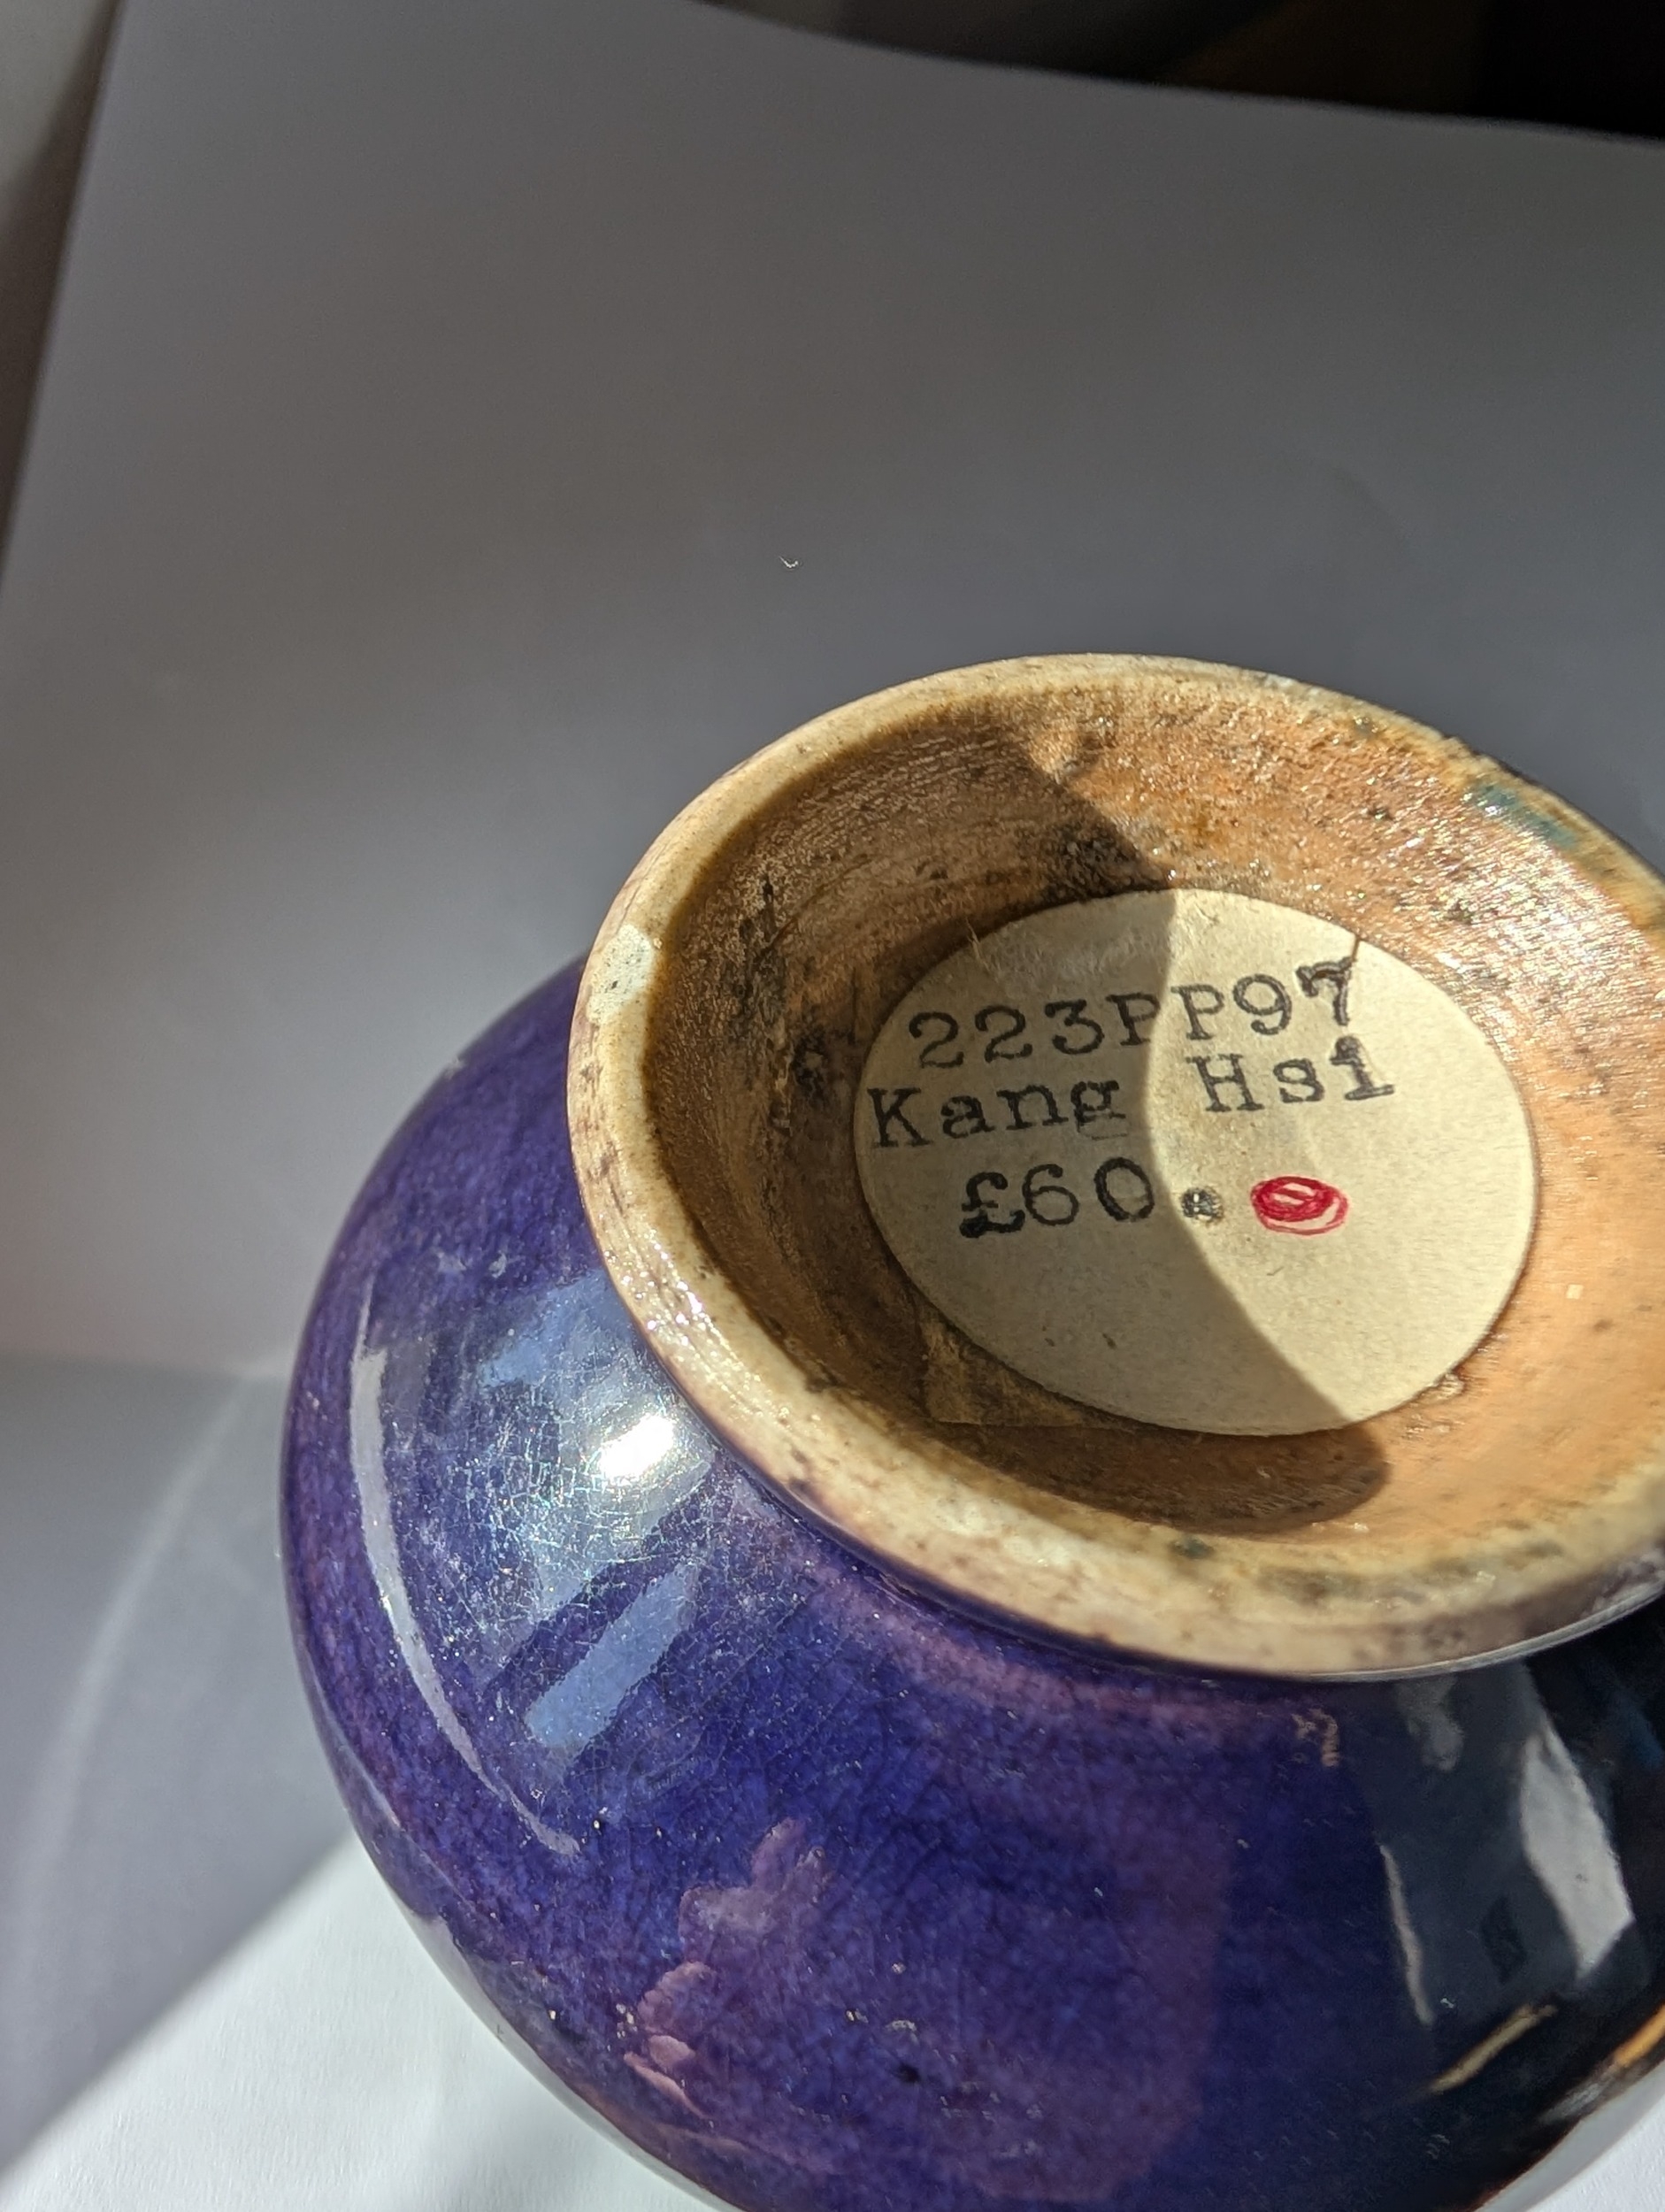 223PP97
Kang Hsi
£60.